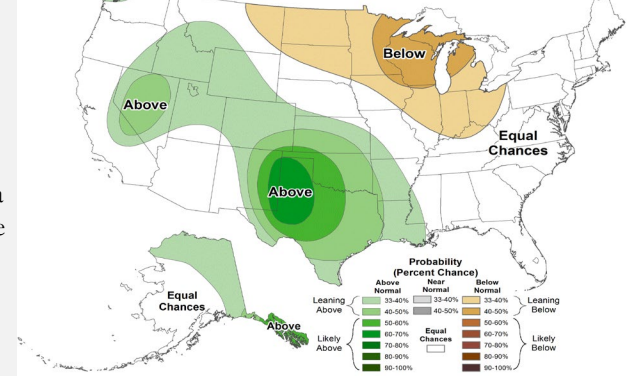 Below
Above
Equal
Chances
Above
Equal
Chances
Above
Probability
(Percent Chance)
Above
Normal
Near
Normal
Below
Normal
Leaning
Above
33-40%
40-50%
33-40%
40-50%
33-40%
40-50%
Leaning
Below
Likely
Above
50-60%
60-70%
70-80%
80-90%
90-100%
Equal
Chances
50-60%
60-70%
70-80%
80-90%
90-100%
Likely
Below